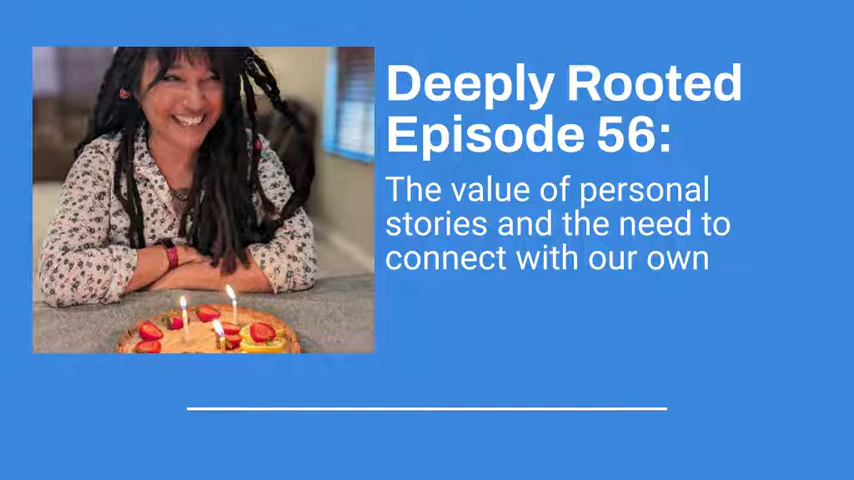 Deeply Rooted
Episode 56:
The value of personal
stories and the need to
connect with our own